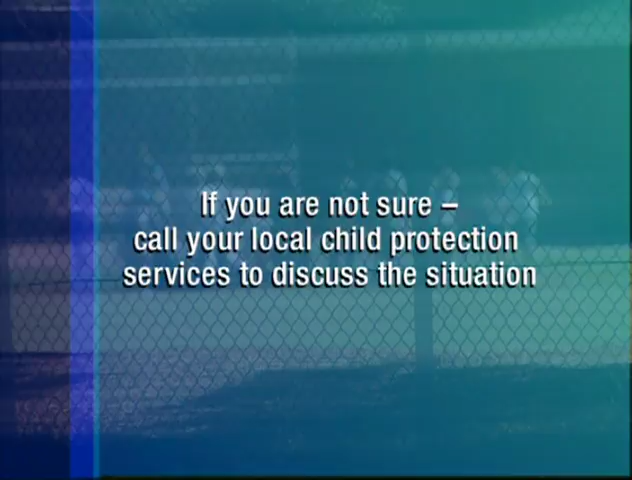 If you are not sure –
call your local child protection
services to discuss the situation